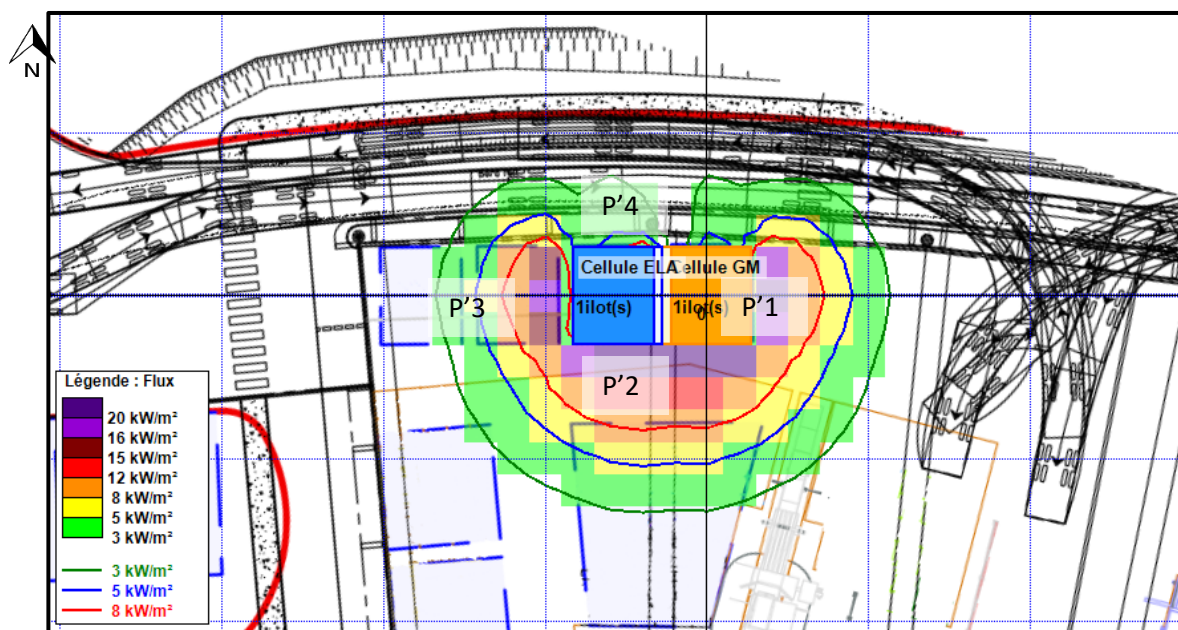 N
P'4
Cellule ELA
Cellule GM
P'3
1ilot(s)
1ilot(s)
0
P'1
P'2
Légende : Flux
20 kW/m²
16 kW/m²
15 kW/m²
12 kW/m²
8 kW/m²
5 kW/m²
3 kW/m²
3 kW/m²
5 kW/m²
8 kW/m²